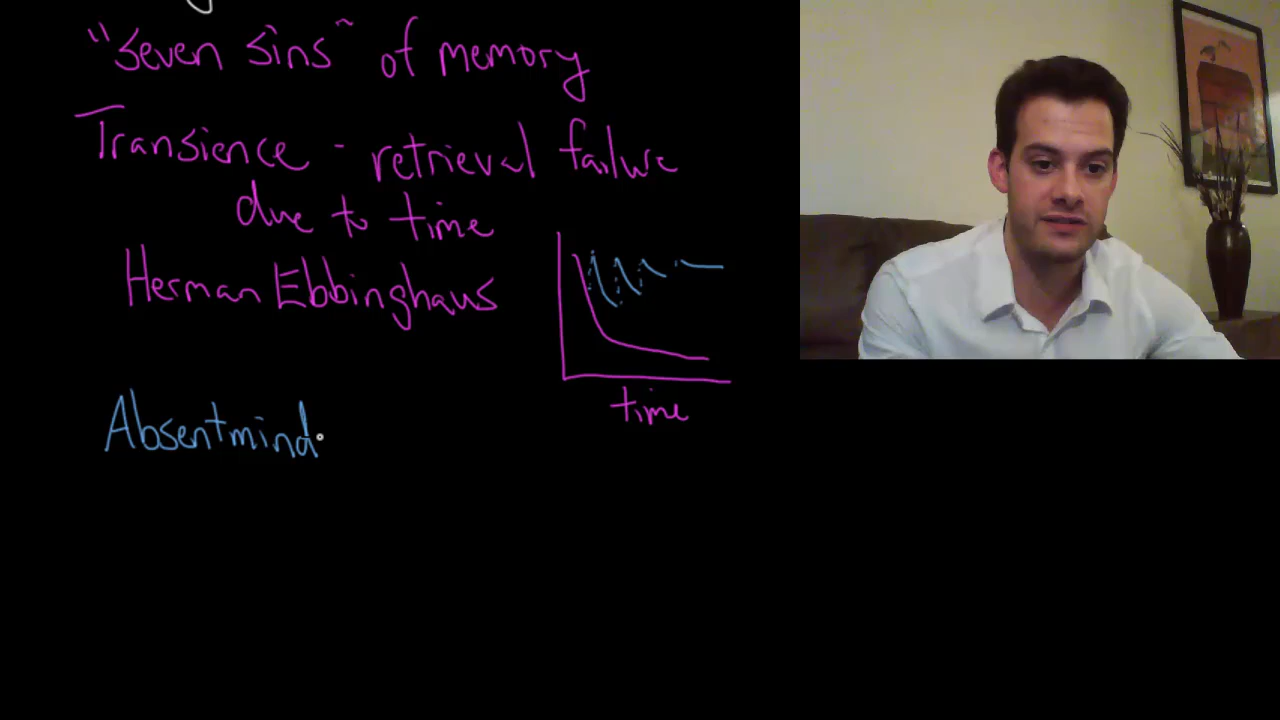 "seven sins" of memory
Transience - retrieval failure
due to time
Herman Ebbinghaus
time
Absentmind